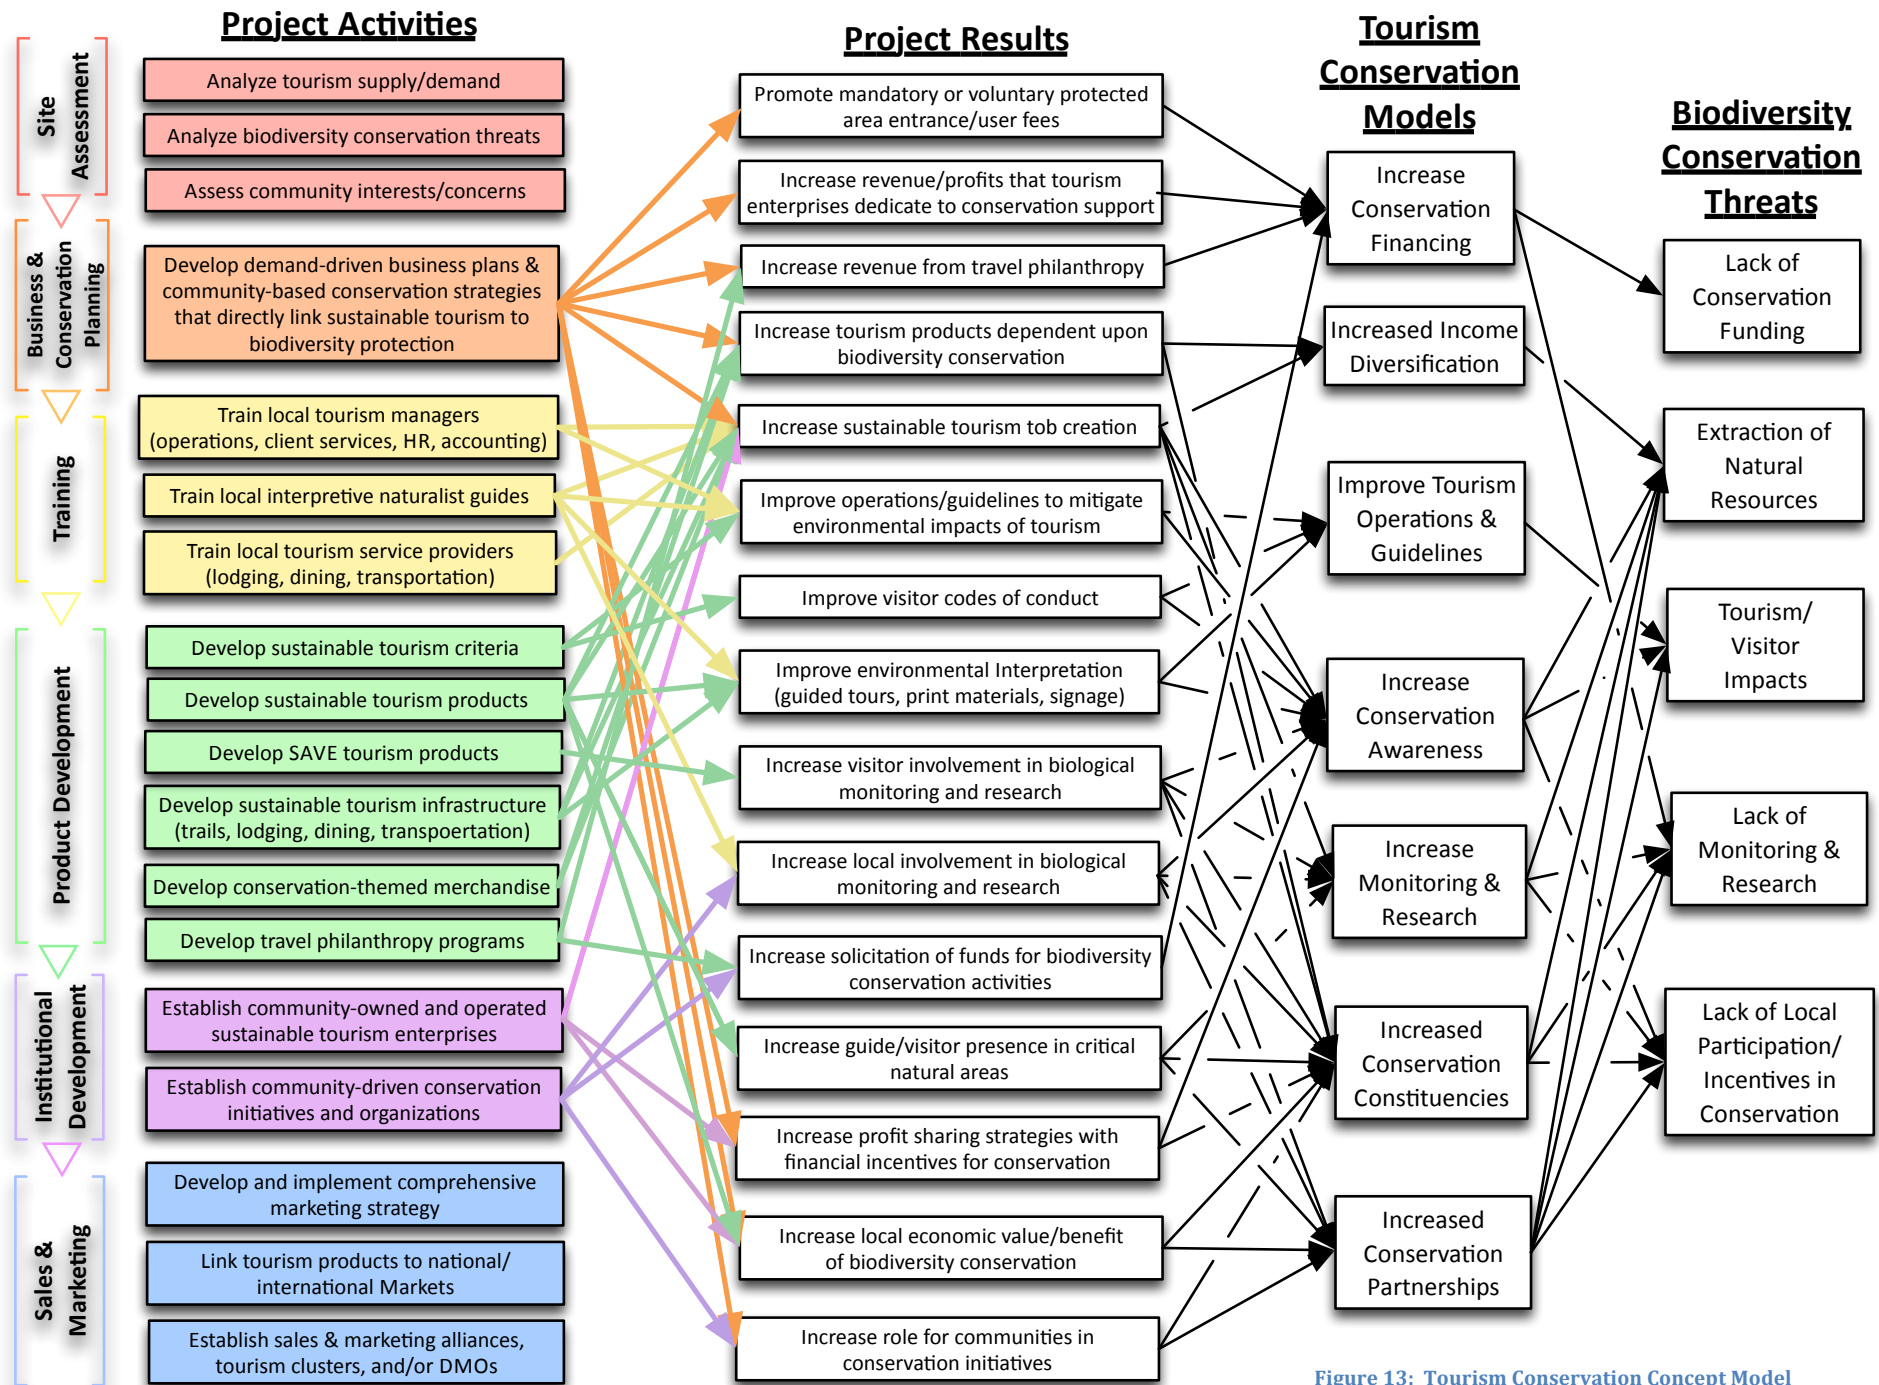 Project Activities
Site
Assessment
Analyze tourism supply/demand
Analyze biodiversity conservation threats
Assess community interests/concerns
Business &
Conservation
Planning
Develop demand-driven business plans &
community-based conservation strategies
that directly link sustainable tourism to
biodiversity protection
Training
Train local tourism managers
(operations, client services, HR, accounting)
Train local interpretive naturalist guides
Train local tourism service providers
(lodging, dining, transportation)
Product Development
Develop sustainable tourism criteria
Develop sustainable tourism products
Develop SAVE tourism products
Develop sustainable tourism infrastructure
(trails, lodging, dining, transpoertation)
Develop conservation-themed merchandise
Develop travel philanthropy programs
Institutional
Development
Establish community-owned and operated
sustainable tourism enterprises
Establish community-driven conservation
initiatives and organizations
Sales &
Marketing
Develop and implement comprehensive
marketing strategy
Link tourism products to national/
international Markets
Establish sales & marketing alliances,
tourism clusters, and/or DMOs
Project Results
Promote mandatory or voluntary protected
area entrance/user fees
Increase revenue/profits that tourism
enterprises dedicate to conservation support
Increase revenue from travel philanthropy
Increase tourism products dependent upon
biodiversity conservation
Increase sustainable tourism tob creation
Improve operations/guidelines to mitigate
environmental impacts of tourism
Improve visitor codes of conduct
Improve environmental Interpretation
(guided tours, print materials, signage)
Increase visitor involvement in biological
monitoring and research
Increase local involvement in biological
monitoring and research
Increase solicitation of funds for biodiversity
conservation activities
Increase guide/visitor presence in critical
natural areas
Increase profit sharing strategies with
financial incentives for conservation
Increase local economic value/benefit
of biodiversity conservation
Increase role for communities in
conservation initiatives
Tourism
Conservation
Models
Increase
Conservation
Financing
Increased Income
Diversification
Improve Tourism
Operations &
Guidelines
Increase
Conservation
Awareness
Increase
Monitoring &
Research
Increased
Conservation
Constituencies
Increased
Conservation
Partnerships
Biodiversity
Conservation
Threats
Lack of
Conservation
Funding
Extraction of
Natural
Resources
Tourism/
Visitor
Impacts
Lack of
Monitoring &
Research
Lack of Local
Participation/
Incentives in
Conservation
Figure 13: Tourism Conservation Concept Model